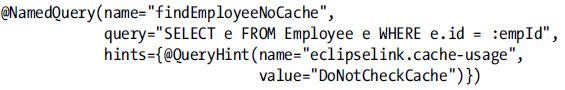 @NamedQuery(name="findEmployeeNoCache",
query="SELECT e FROM Employee e WHERE e.id = :empId",
hints={@QueryHint(name="eclipselink.cache-usage",
value="DoNotCheckCache")})